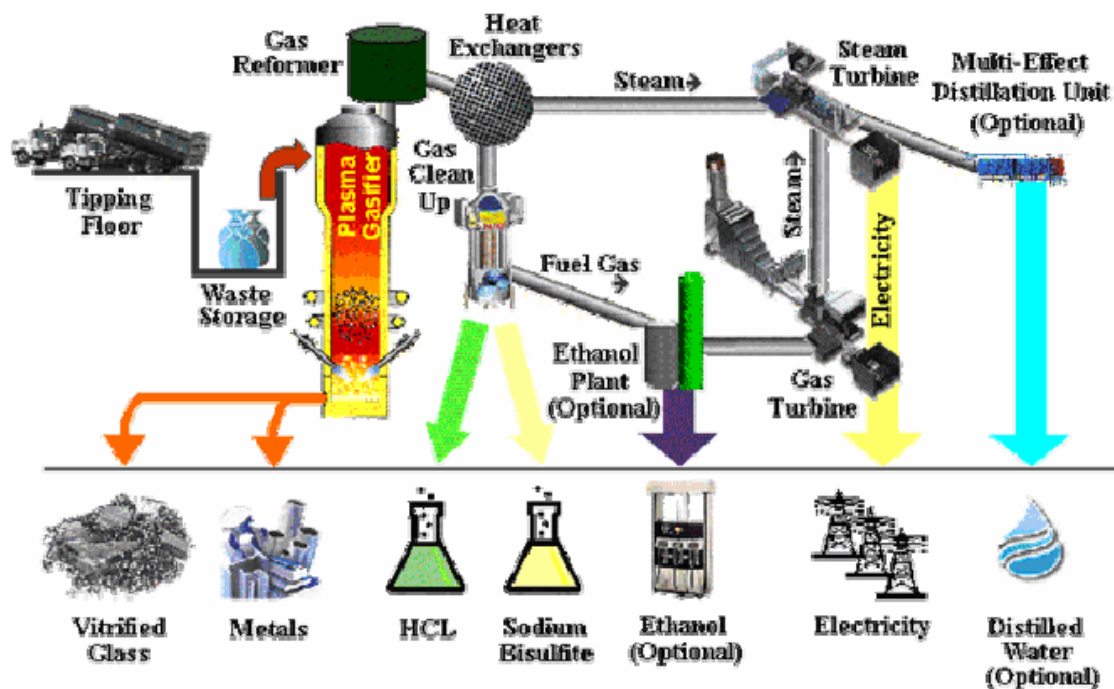 Gas
Reformer
Heat
Exchangers
Steam→
Steam
Turbine
Multi-Effect
Distillation Unit
(Optional)
Tipping
Floor
Waste
Storage
Plasma
Gasifier
Gas
Clean
Up
Fuel Gas
→
Steam→
Electricity
Ethanol
Plant
(Optional)
Gas
Turbine
Vitrified
Glass
Metals
HCL
Sodium
Bisulfite
Ethanol
(Optional)
Electricity
Distilled
Water
(Optional)